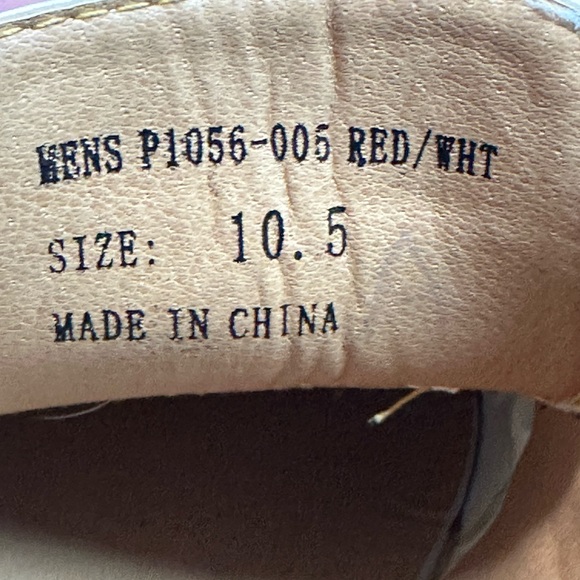 MENS P1056-005 RED/WHT
SIZE: 10.5
MADE IN CHINA